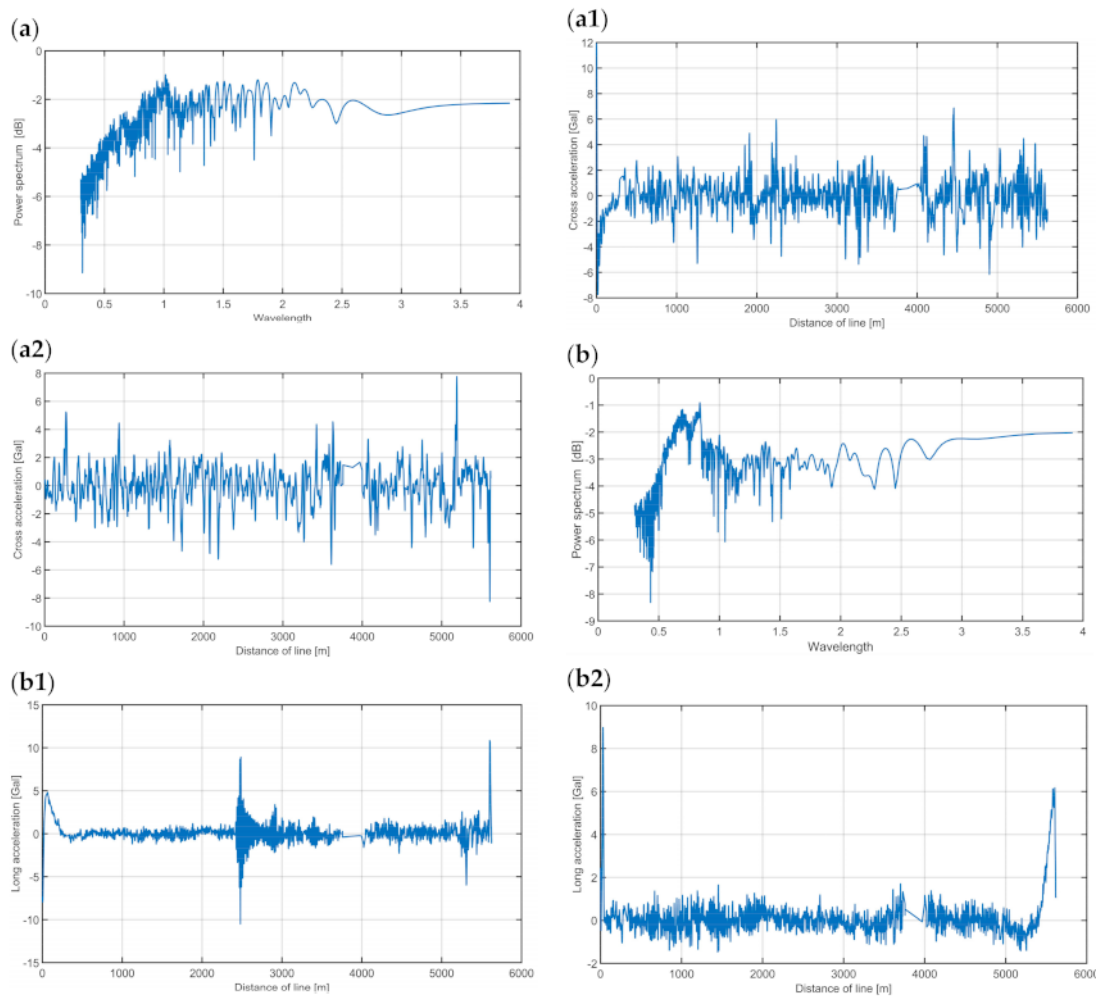 (a)
0
-2
-4
-6
-8
-10
Power spectrum [dB]
0 0.5 1 1.5 2 2.5 3 3.5 4
Wavelength
(a1)
12
10
8
6
4
2
0
-2
-4
-6
-8
Cross acceleration [Gal]
0 1000 2000 3000 4000 5000 6000
Distance of line [m]
(a2)
8
6
4
2
0
-2
-4
-6
-8
-10
Cross acceleration [Gal]
0 1000 2000 3000 4000 5000 6000
Distance of line [m]
(b)
0
-1
-2
-3
-4
-5
-6
-7
-8
-9
Power spectrum [dB]
0 0.5 1 1.5 2 2.5 3 3.5 4
Wavelength
(b1)
15
10
5
0
-5
-10
-15
Long acceleration [Gal]
0 1000 2000 3000 4000 5000 6000
Distance of line [m]
(b2)
10
8
6
4
2
0
-2
Long acceleration [Gal]
0 1000 2000 3000 4000 5000 6000
Distance of line [m]